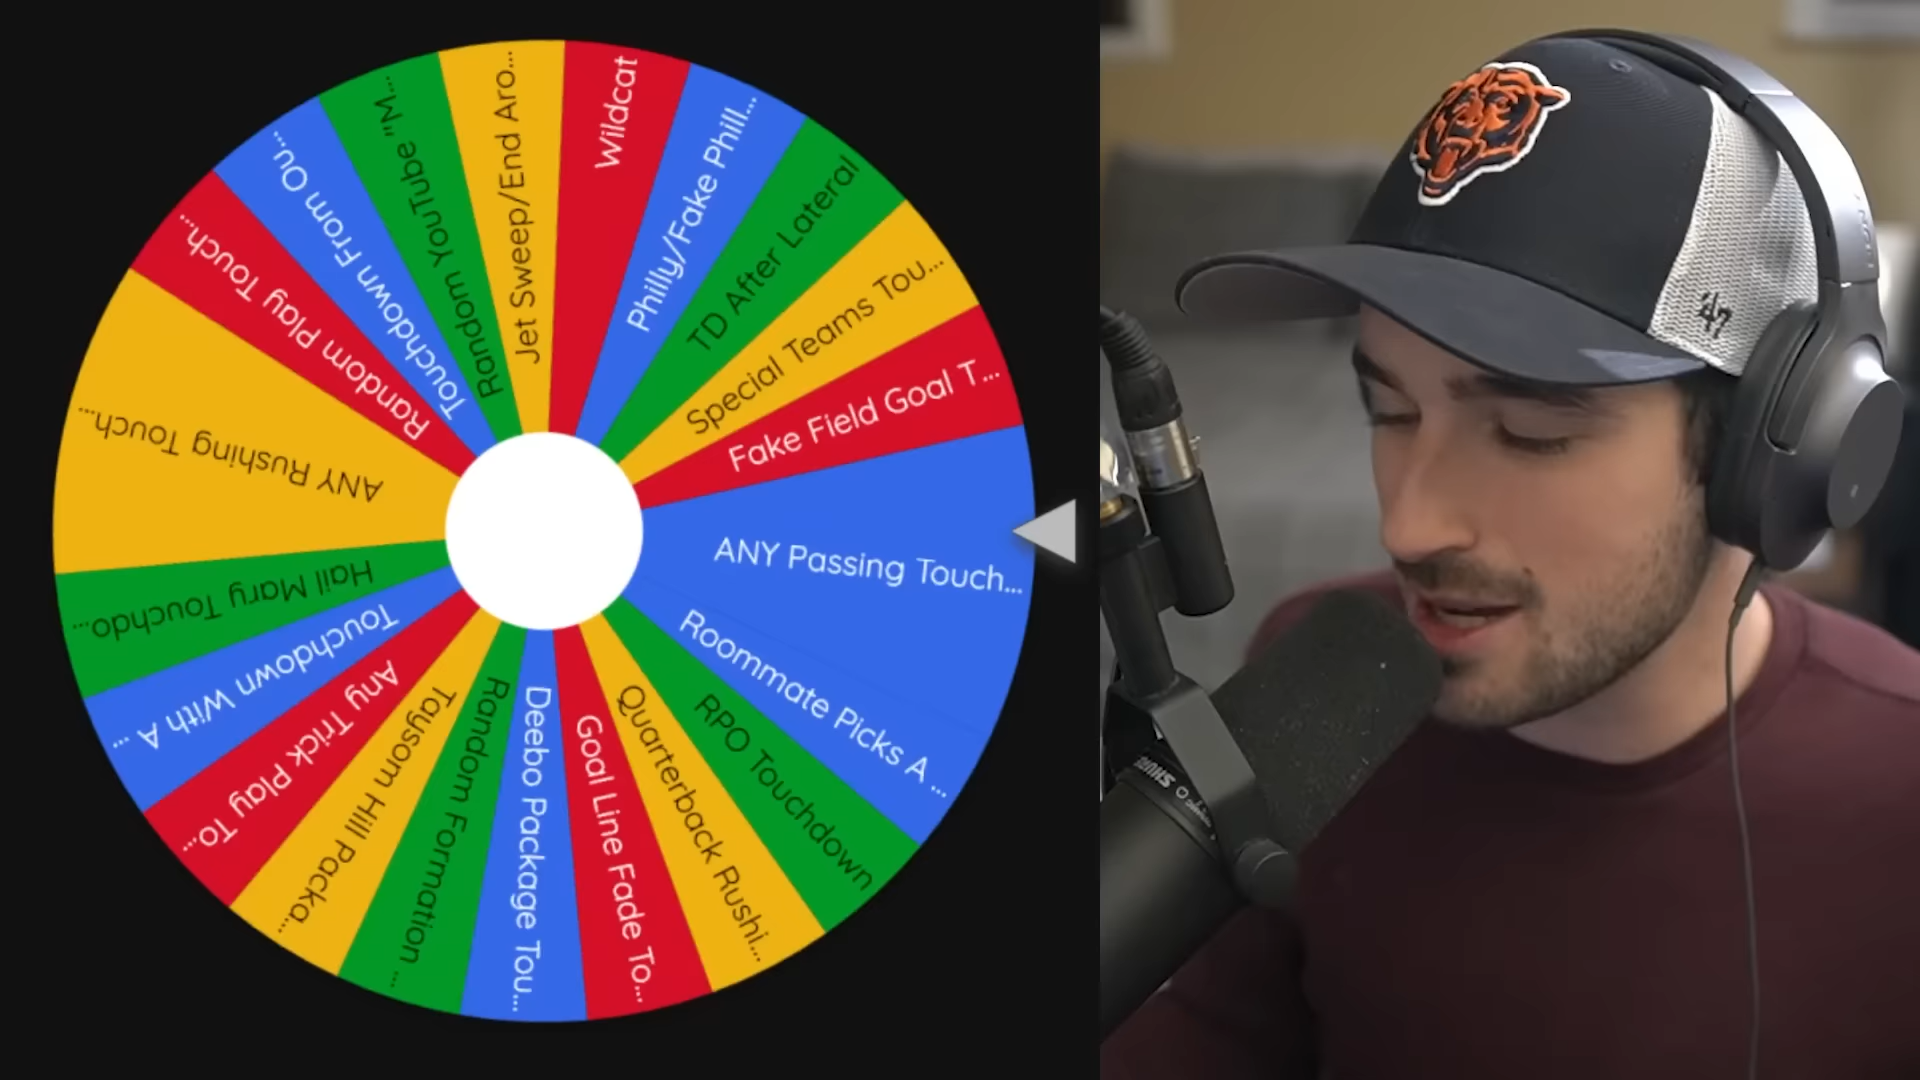 Wildcat
Philly/Fake Phill...
TD After Lateral
Special Teams Tou...
Fake Field Goal T...
ANY Passing Touch...
Roommate Picks A ...
RPO Touchdown
Quarterback Rushi...
Goal Line Fade To...
Deebo Package Tou...
Random Formation ...
Taysom Hill Packa...
Any Trick Play To...
Touchdown With A ...
Hail Mary Touchdo...
ANY Rushing Touch...
Random Play Touch...
Touchdown From Ou...
Random YouTube "M...
Jet Sweep/End Aro...
47
SONY
SHURE